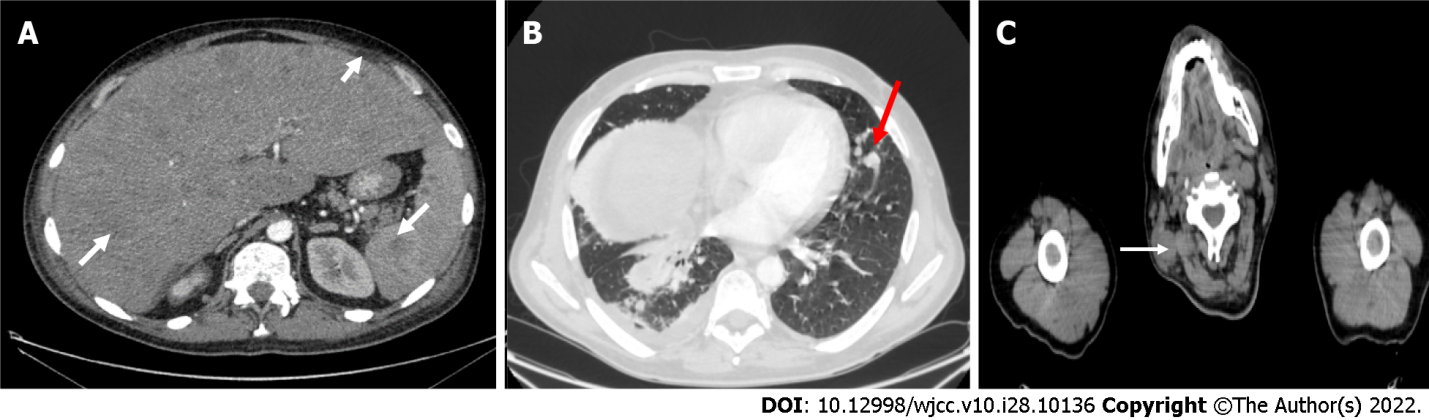 A
B
C
DOI: 10.12998/wjcc.v10.i28.10136 Copyright ©The Author(s) 2022.